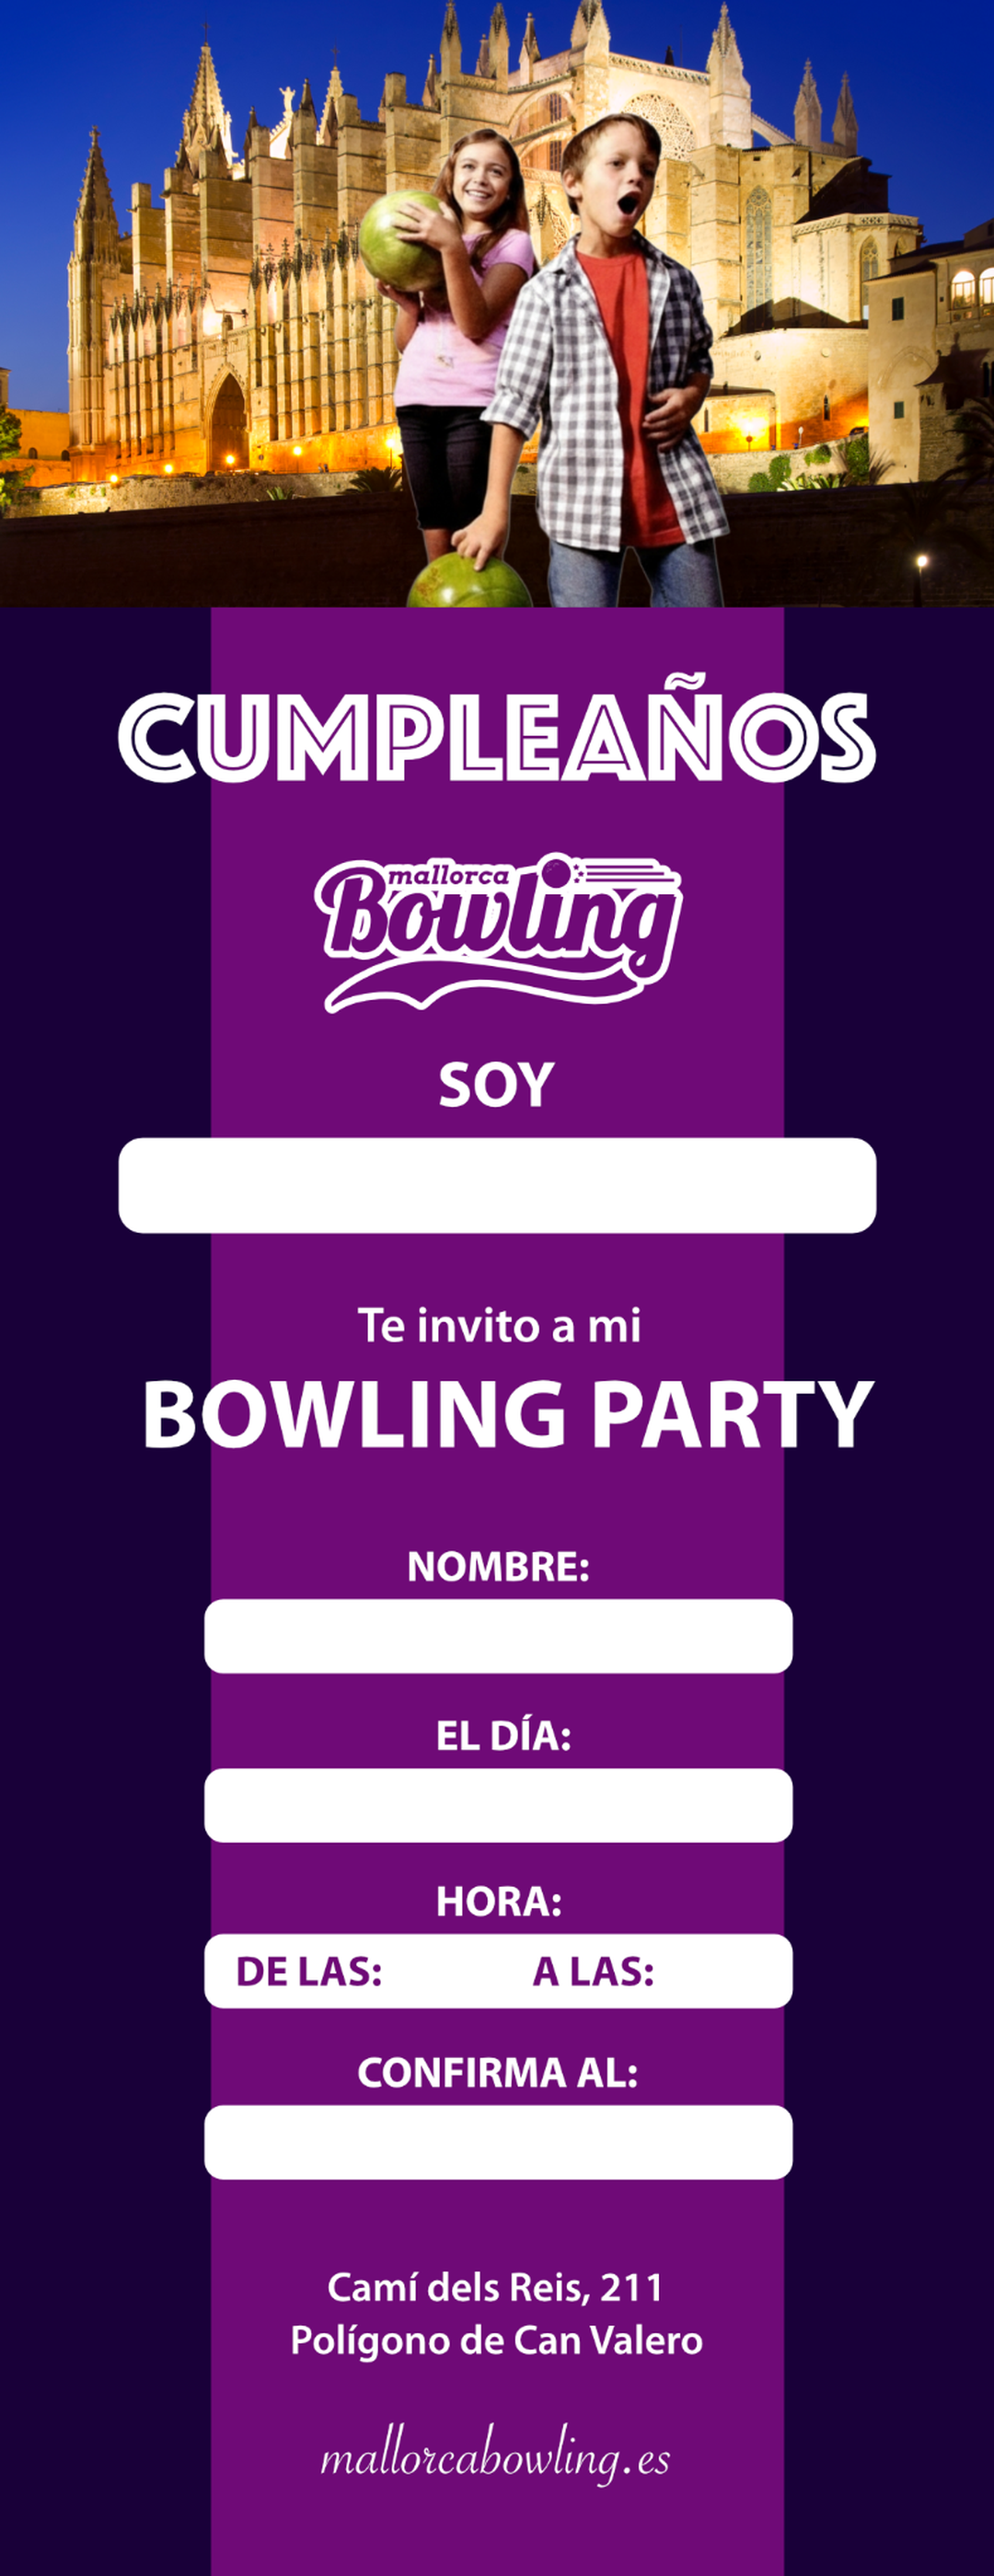 CUMPLEAÑOS
mallorca
Bowling
SOY
Te invito a mi
BOWLING PARTY
NOMBRE:
EL DÍA:
HORA:
DE LAS: A LAS:
CONFIRMA AL:
Camí dels Reis, 211
Polígono de Can Valero
mallorcabowling.es